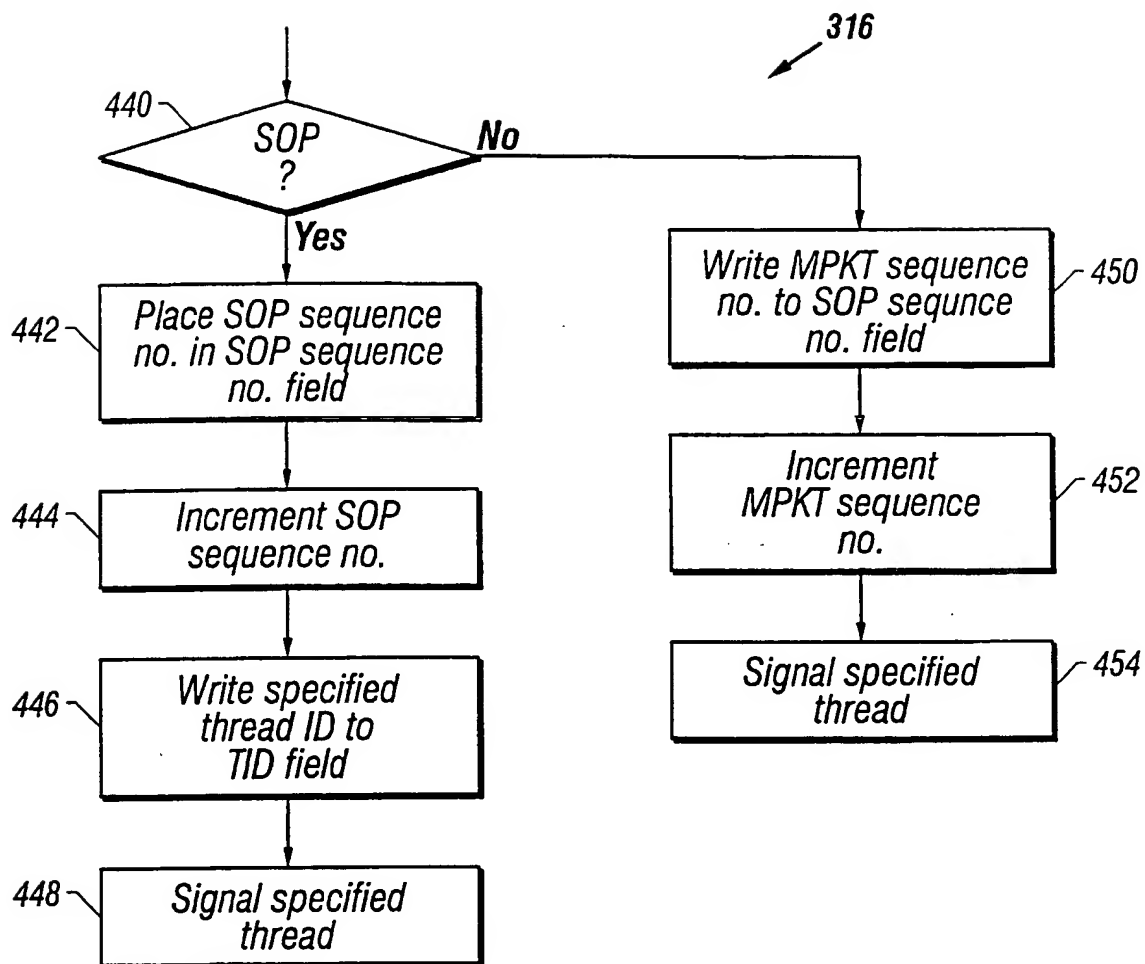 316
440
SOP
?
No
Yes
442
Place SOP sequence
no. in SOP sequence
no. field
444
Increment SOP
sequence no.
446
Write specified
thread ID to
TID field
448
Signal specified
thread
Write MPKT sequence
no. to SOP sequnce
no. field
450
Increment
MPKT sequence
no.
452
Signal specified
thread
454